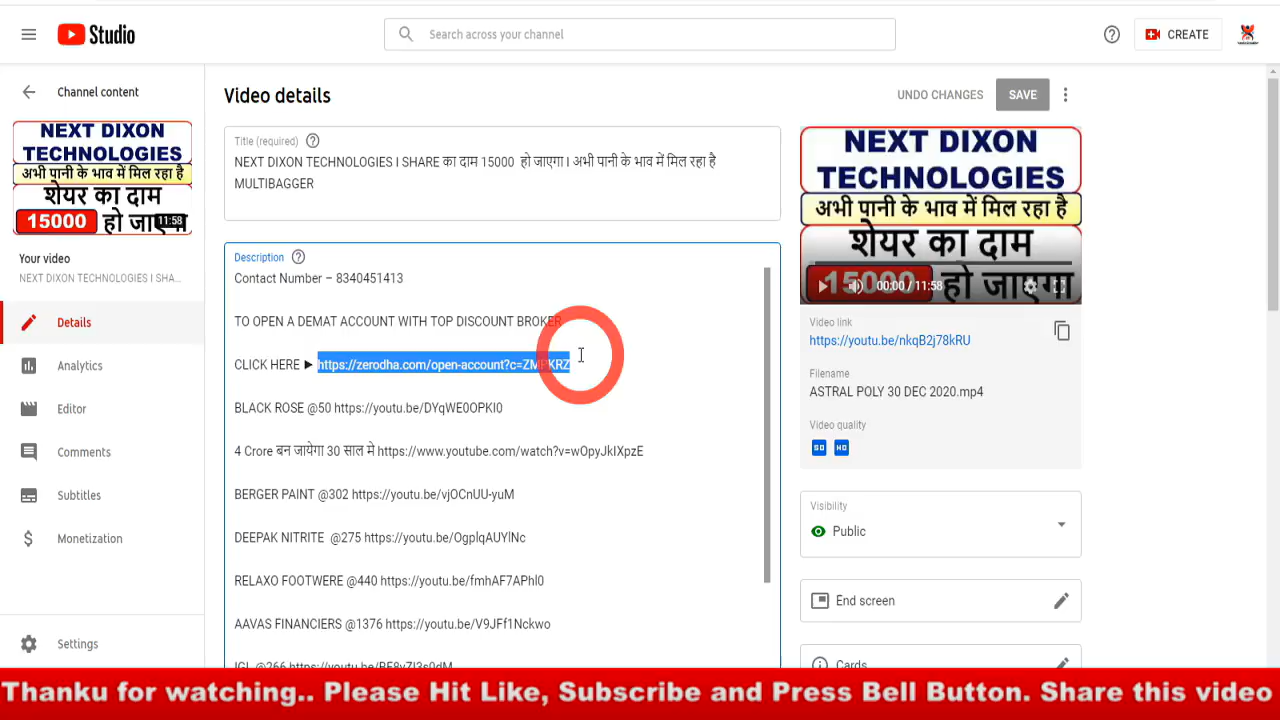 Studio
Search across your channel
CREATE
Channel content
NEXT DIXON
TECHNOLOGIES
अभी पानी के भाव में मिल रहा है
शेयर का दाम
15000 हो जाएगा
11:58
Your video
NEXT DIXON TECHNOLOGIES I SHA...
Details
Analytics
Editor
Comments
Subtitles
Monetization
Settings
Video details
UNDO CHANGES
SAVE
Title (required)
NEXT DIXON TECHNOLOGIES I SHARE का दाम 15000 हो जाएगा I अभी पानी के भाव में मिल रहा है
MULTIBAGGER
Description
Contact Number – 8340451413
TO OPEN A DEMAT ACCOUNT WITH TOP DISCOUNT BROKER
CLICK HERE ► 
BLACK ROSE @50 https://youtu.be/DYqWE0OPKI0
4 Crore बन जायेगा 30 साल मे https://www.youtube.com/watch?v=wOpyJkIXpzE
BERGER PAINT @302 https://youtu.be/vjOCnUU-yuM
DEEPAK NITRITE @275 https://youtu.be/OgplqAUYlNc
RELAXO FOOTWERE @440 https://youtu.be/fmhAF7APhl0
AAVAS FINANCIERS @1376 https://youtu.be/V9JFf1Nckwo
IGL @266
NEXT DIXON
TECHNOLOGIES
अभी पानी के भाव में मिल रहा है
शेयर का दाम
15000 हो जाएगा
00:00 / 11:58
Video link
https://youtu.be/nkqB2j78kRU
Filename
ASTRAL POLY 30 DEC 2020.mp4
Video quality
SD HD
Visibility
Public
End screen
Cards
Thanku for watching.. Please Hit Like, Subscribe and Press Bell Button. Share this video